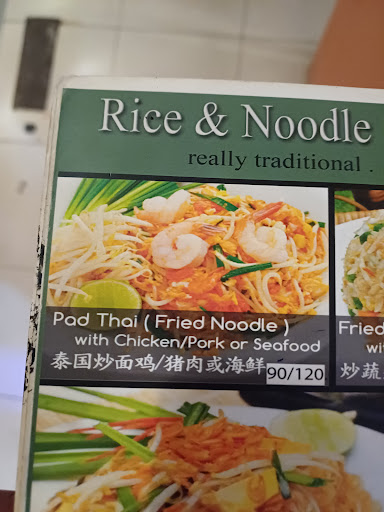 Rice & Noodle
really traditional .
Pad Thai ( Fried Noodle )
with Chicken/Pork or Seafood
泰国炒面鸡/猪肉或海鲜
90/120
Fried
wi
炒蔬